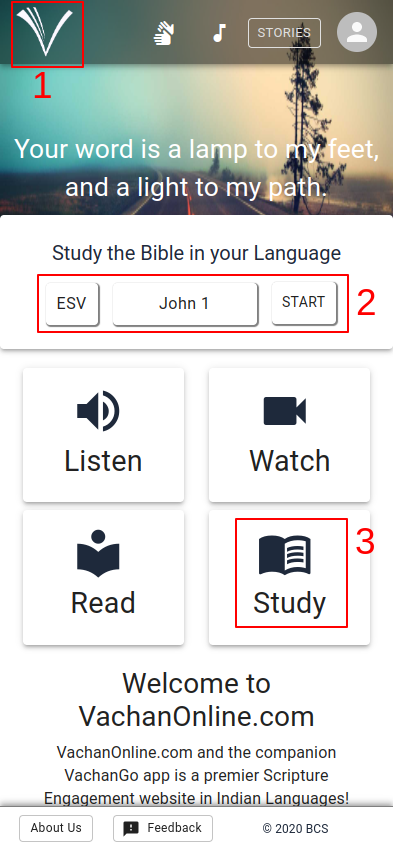 STORIES
1
Your word is a lamp to my feet,
and a light to my path.
Study the Bible in your Language
ESV John 1 START 2
Listen Watch
3
Read Study
Welcome to
VachanOnline.com
VachanOnline.com and the companion
VachanGo app is a premier Scripture
Engagement website in Indian Languages!
About Us Feedback © 2020 BCS